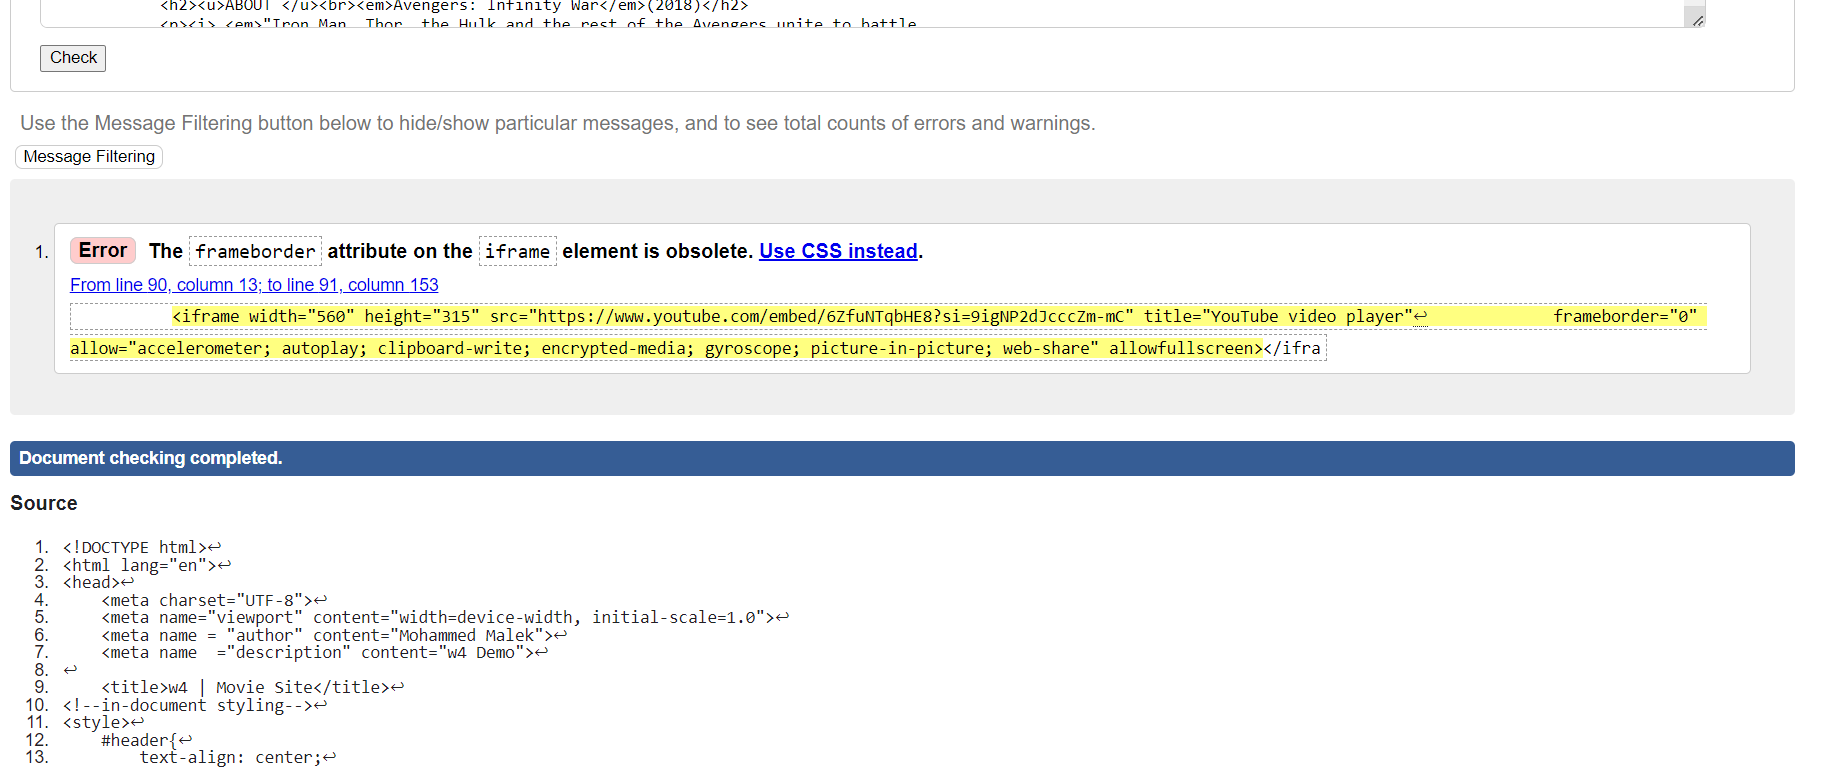 <h2><u>ABOUT </u><br><em>Avengers: Infinity War</em>(2018)</h2>
<p><i> <em>"Iron Man, Thor, the Hulk and the rest of the Avengers unite to battle
Check
Use the Message Filtering button below to hide/show particular messages, and to see total counts of errors and warnings.
Message Filtering
1. Error The frameborder attribute on the iframe element is obsolete. Use CSS instead.
From line 90, column 13; to line 91, column 153
<iframe width="560" height="315" src="https://www.youtube.com/embed/6ZfuNTqbHE8?si=9igNP2dJcccZm-mC" title="YouTube video player"↩ frameborder="0"
allow="accelerometer; autoplay; clipboard-write; encrypted-media; gyroscope; picture-in-picture; web-share" allowfullscreen></ifra
Document checking completed.
Source
1. <!DOCTYPE html>↩
2. <html lang="en">↩
3. <head>↩
4. <meta charset="UTF-8">↩
5. <meta name="viewport" content="width=device-width, initial-scale=1.0">↩
6. <meta name = "author" content="Mohammed Malek">↩
7. <meta name  ="description" content="w4 Demo">↩
8. ↩
9. <title>w4 | Movie Site</title>↩
10. <!--in-document styling-->↩
11. <style>↩
12. #header{↩
13. text-align: center;↩